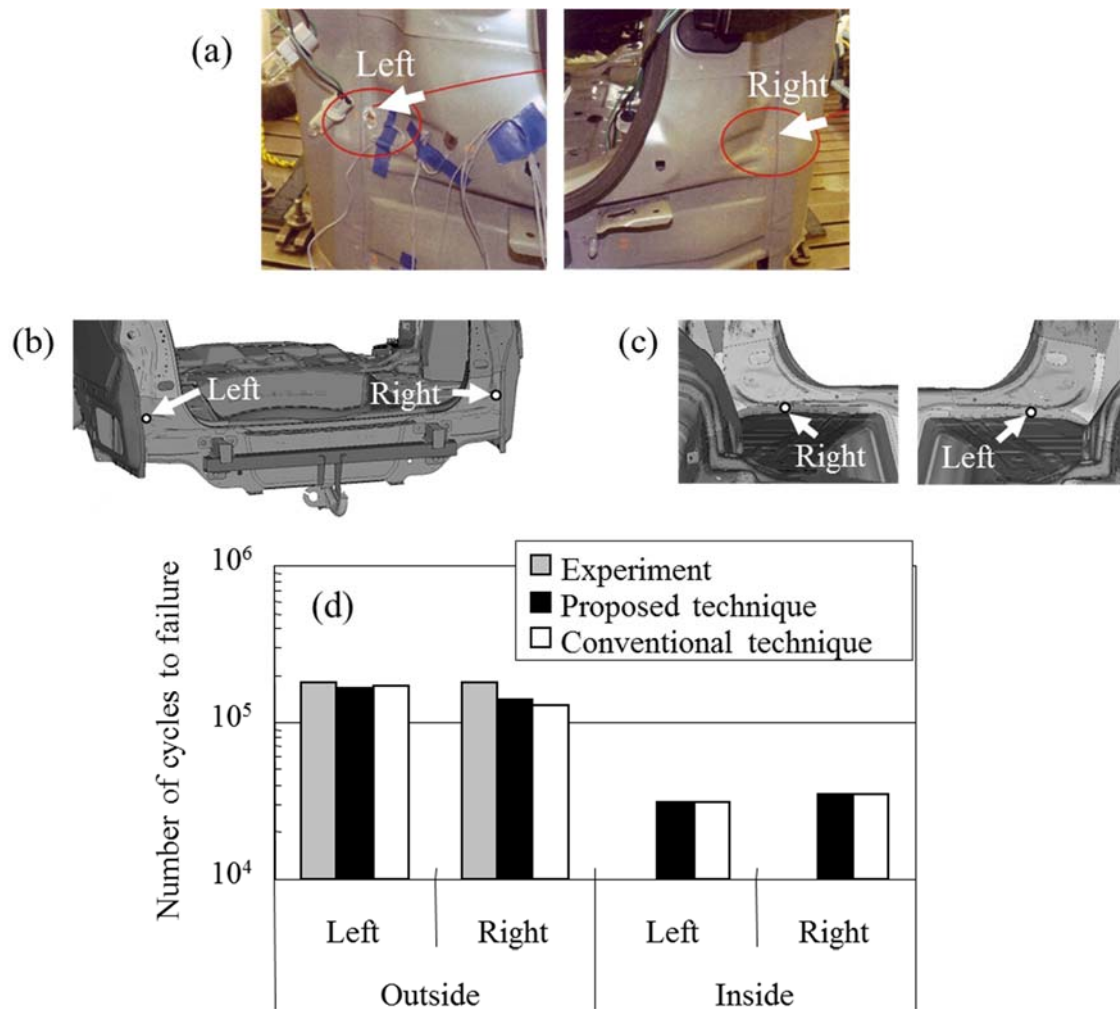 (a)
Left
Right
(b)
Left
Right
(c)
Right
Left
(d)
Experiment
Proposed technique
Conventional technique
Number of cycles to failure
10⁶
10⁵
10⁴
Left
Right
Left
Right
Outside
Inside